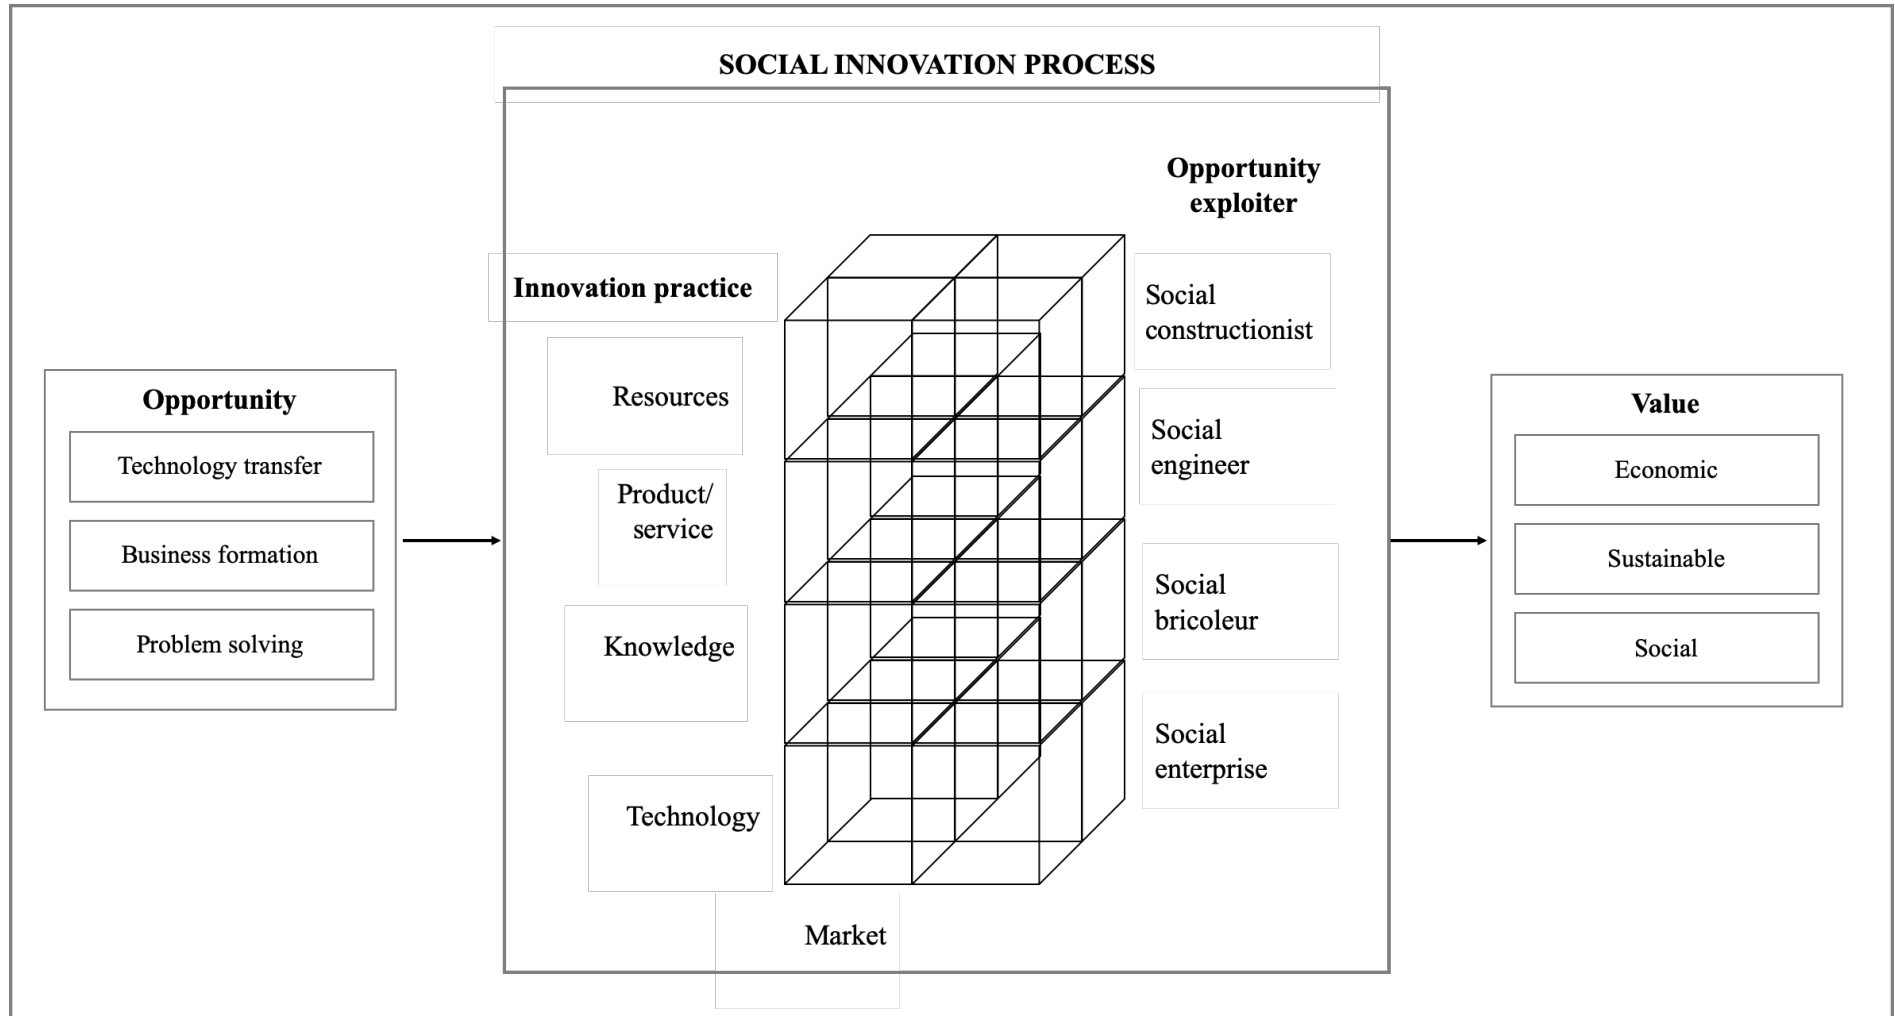 SOCIAL INNOVATION PROCESS
Opportunity
Technology transfer
Business formation
Problem solving
Innovation practice
Resources
Product/
service
Knowledge
Technology
Market
Opportunity
exploiter
Social
constructionist
Social
engineer
Social
bricoleur
Social
enterprise
Value
Economic
Sustainable
Social